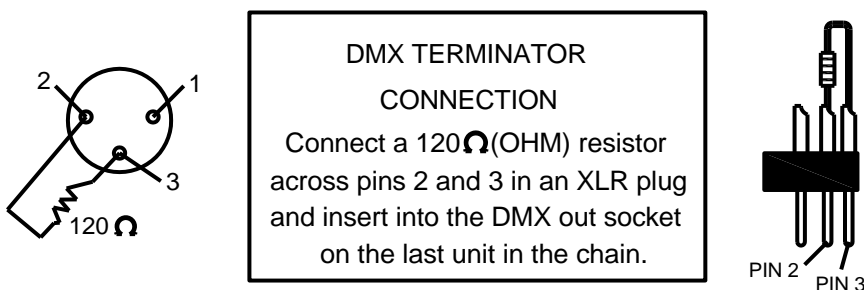 2
1
3
120 Ω
DMX TERMINATOR
CONNECTION
Connect a 120Ω(OHM) resistor
across pins 2 and 3 in an XLR plug
and insert into the DMX out socket
on the last unit in the chain.
PIN 2
PIN 3